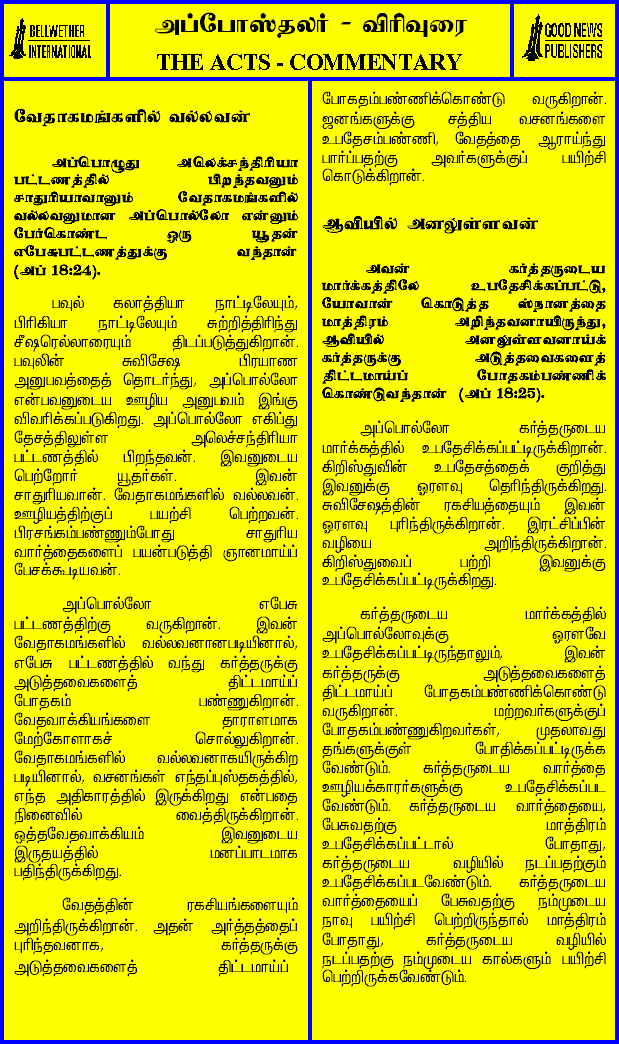 BELLWETHER
INTERNATIONAL
அப்போஸ்தலர் - விரிவுரை
THE ACTS - COMMENTARY
GOOD NEWS
PUBLISHERS
வேதாகமங்களில் வல்லவன்
அப்பொழுது அலெக்சந்திரியா
பட்டணத்தில் பிறந்தவனும்
சாதுரியவானும் வேதாகமங்களில்
வல்லவனுமான அப்பொல்லோ என்னும்
பேர்கொண்ட ஒரு யூதன்
எபேசுபட்டணத்துக்கு வந்தான்
(அப் 18:24).
பவுல் கலாத்தியா நாட்டிலேயும்,
பிரிகியா நாட்டிலேயும் சுற்றித்திரிந்து
சீஷரெல்லாரையும் திடப்படுத்துகிறான்.
பவுலின் சுவிசேஷ பிரயாண
அனுபவத்தைத் தொடர்ந்து, அப்பொல்லோ
என்பவனுடைய ஊழிய அனுபவம் இங்கு
விவரிக்கப்படுகிறது. அப்பொல்லோ எகிப்து
தேசத்திலுள்ள அலெச்சந்திரியா
பட்டணத்தில் பிறந்தவன். இவனுடைய
பெற்றோர் யூதர்கள். இவன்
சாதுரியவான். வேதாகமங்களில் வல்லவன்.
ஊழியத்திற்குப் பயற்சி பெற்றவன்.
பிரசங்கம்பண்ணும்போது சாதுரிய
வார்த்தைகளைப் பயன்படுத்தி ஞானமாய்ப்
பேசக்கூடியவன்.
அப்பொல்லோ எபேசு
பட்டணத்திற்கு வருகிறான். இவன்
வேதாகமங்களில் வல்லவனானபடியினால்,
எபேசு பட்டணத்தில் வந்து கர்த்தருக்கு
அடுத்தவைகளைத் திட்டமாய்ப்
போதகம் பண்ணுகிறான்.
வேதவாக்கியங்களை தாராளமாக
மேற்கோளாகச் சொல்லுகிறான்.
வேதாகமங்களில் வல்லவனாகயிருக்கிற
படியினால், வசனங்கள் எந்தப்புஸ்தகத்தில்,
எந்த அதிகாரத்தில் இருக்கிறது என்பதை
நினைவில் வைத்திருக்கிறான்.
ஒத்தவேதவாக்கியம் இவனுடைய
இருதயத்தில் மனப்பாடமாக
பதிந்திருக்கிறது.
வேதத்தின் ரகசியங்களையும்
அறிந்திருக்கிறான். அதன் அர்த்தத்தைப்
புரிந்தவனாக, கர்த்தருக்கு
அடுத்தவைகளைத் திட்டமாய்ப்
போகதம்பண்ணிக்கொண்டு வருகிறான்.
ஜனங்களுக்கு சத்திய வசனங்களை
உபதேசம்பண்ணி, வேதத்தை ஆராய்ந்து
பார்ப்பதற்கு அவர்களுக்குப் பயிற்சி
கொடுக்கிறான்.
ஆவியில் அனலுள்ளவன்
அவன் கர்த்தருடைய
மார்க்கத்திலே உபதேசிக்கப்பட்டு,
யோவான் கொடுத்த ஸ்நானத்தை
மாத்திரம் அறிந்தவனாயிருந்து,
ஆவியில் அனலுள்ளவனாய்க்
கர்த்தருக்கு அடுத்தவைகளைத்
திட்டமாய்ப் போதகம்பண்ணிக்
கொண்டுவந்தான் (அப் 18:25).
அப்பொல்லோ கர்த்தருடைய
மார்க்கத்தில் உபதேசிக்கப்பட்டிருக்கிறான்.
கிறிஸ்துவின் உபதேசத்தைக் குறித்து
இவனுக்கு ஓரளவு தெரிந்திருக்கிறது.
சுவிசேஷத்தின் ரகசியத்தையும் இவன்
ஓரளவு புரிந்திருக்கிறான். இரட்சிப்பின்
வழியை அறிந்திருக்கிறான்.
கிறிஸ்துவைப் பற்றி இவனுக்கு
உபதேசிக்கப்பட்டிருக்கிறது.
கர்த்தருடைய மார்க்கத்தில்
அப்பொல்லோவுக்கு ஓரளவே
உபதேசிக்கப்பட்டிருந்தாலும், இவன்
கர்த்தருக்கு அடுத்தவைகளைத்
திட்டமாய்ப் போதகம்பண்ணிக்கொண்டு
வருகிறான். மற்றவர்களுக்குப்
போதகம்பண்ணுகிறவர்கள், முதலாவது
தங்களுக்குள் போதிக்கப்பட்டிருக்க
வேண்டும். கர்த்தருடைய வார்த்தை
ஊழியக்காரர்களுக்கு உபதேசிக்கப்பட
வேண்டும். கர்த்தருடைய வார்த்தையை,
பேசுவதற்கு மாத்திரம்
உபதேசிக்கப்பட்டால் போதாது,
கர்த்தருடைய வழியில் நடப்பதற்கும்
உபதேசிக்கப்படவேண்டும். கர்த்தருடைய
வார்த்தையைப் பேசுவதற்கு நம்முடைய
நாவு பயிற்சி பெற்றிருந்தால் மாத்திரம்
போதாது, கர்த்தருடைய வழியில்
நடப்பதற்கு நம்முடைய கால்களும் பயிற்சி
பெற்றிருக்கவேண்டும்.